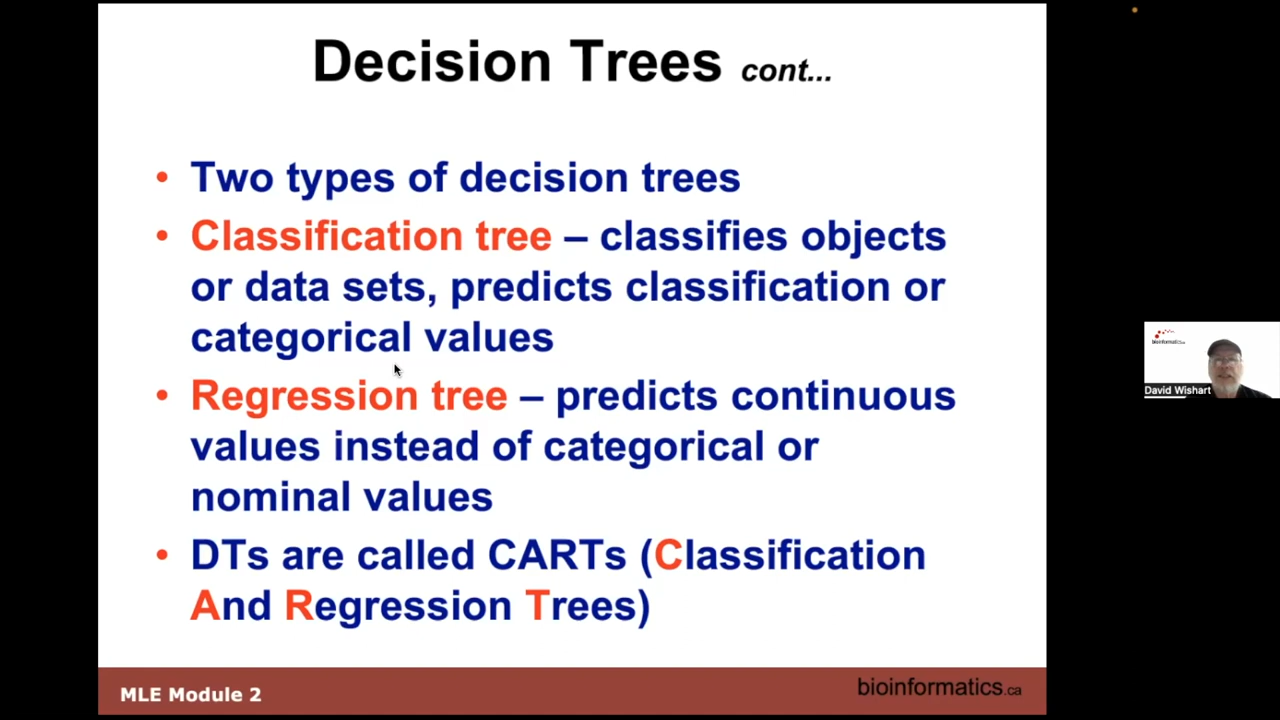 Decision Trees cont...
• Two types of decision trees
• Classification tree – classifies objects
or data sets, predicts classification or
categorical values
• Regression tree – predicts continuous
values instead of categorical or
nominal values
• DTs are called CARTs (Classification
And Regression Trees)
MLE Module 2
bioinformatics.ca
bioinformatics.ca
David Wishart